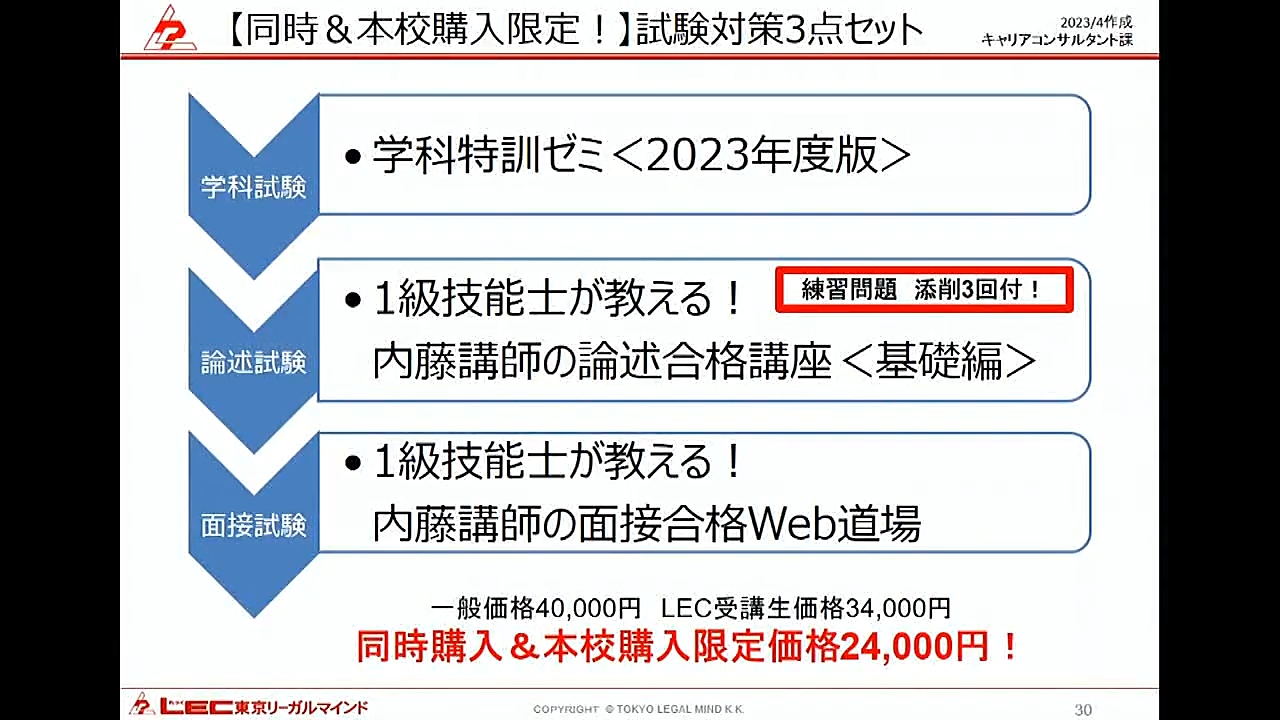 【同時＆本校購入限定！】試験対策3点セット
2023/4作成
キャリアコンサルタント課
学科試験
• 学科特訓ゼミ＜2023年度版＞
論述試験
• 1級技能士が教える！
練習問題　添削3回付！
内藤講師の論述合格講座＜基礎編＞
面接試験
• 1級技能士が教える！
内藤講師の面接合格Web道場
一般価格40,000円　LEC受講生価格34,000円
同時購入＆本校購入限定価格24,000円！
LEC東京リーガルマインド
COPYRIGHT © TOKYO LEGAL MIND K.K.
30